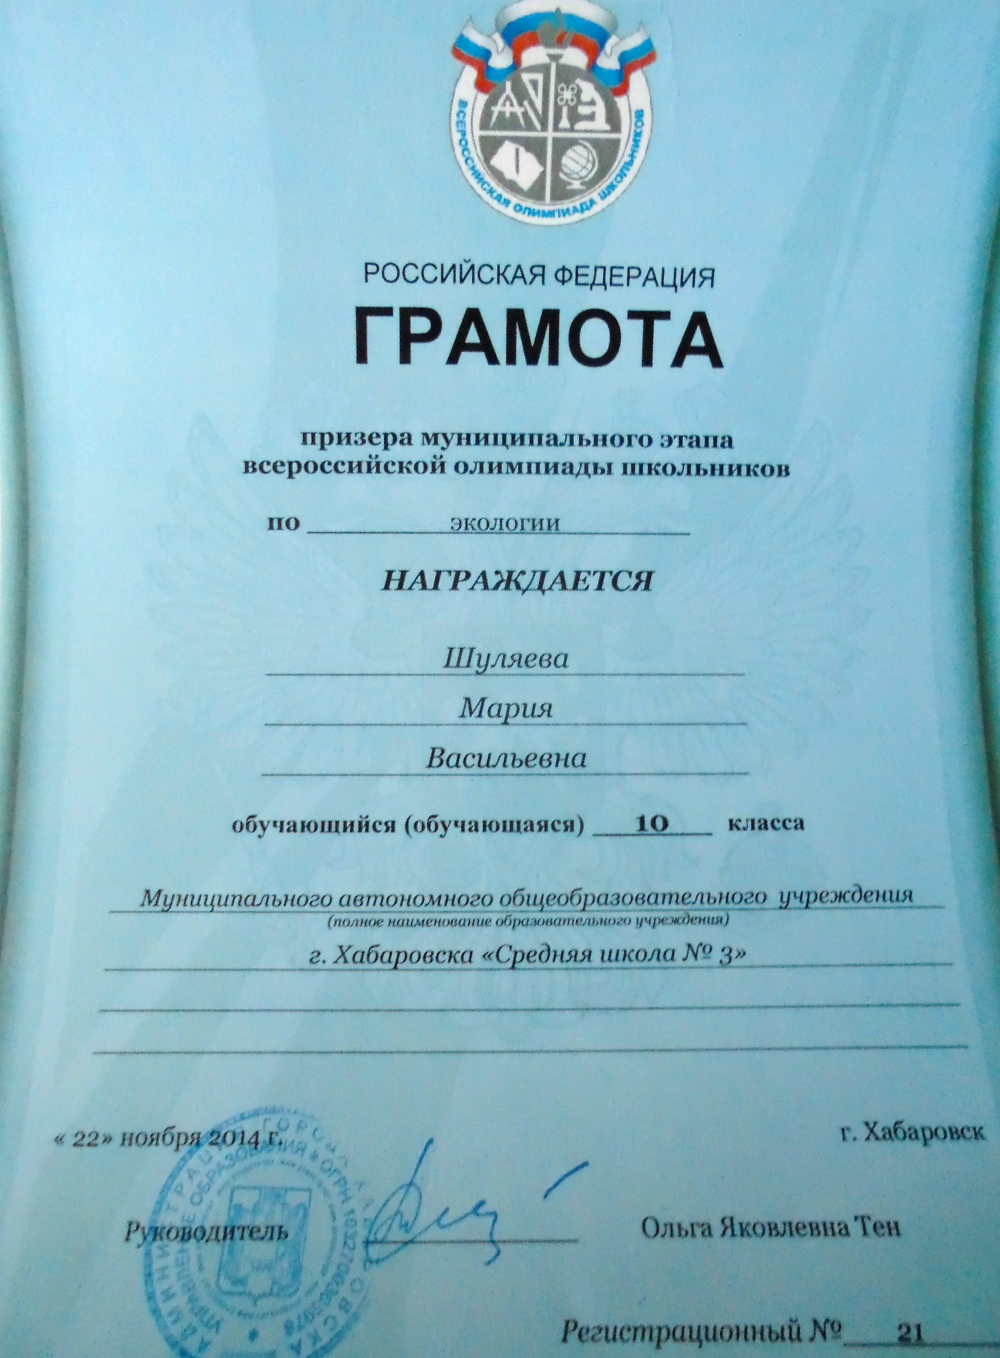 ВСЕРОССИЙСКАЯ ОЛИМПИАДА ШКОЛЬНИКОВ
РОССИЙСКАЯ ФЕДЕРАЦИЯ
ГРАМОТА
призера муниципального этапа
всероссийской олимпиады школьников
по экологии
НАГРАЖДАЕТСЯ
Шуляева
Мария
Васильевна
обучающийся (обучающаяся) 10 класса
Муниципального автономного общеобразовательного учреждения
(полное наименование образовательного учреждения)
г. Хабаровска «Средняя школа № 3»
« 22» ноября 2014 г.
г. Хабаровск
Руководитель
Ольга Яковлевна Тен
УПРАВЛЕНИЕ ОБРАЗОВАНИЯ
Регистрационный № 21